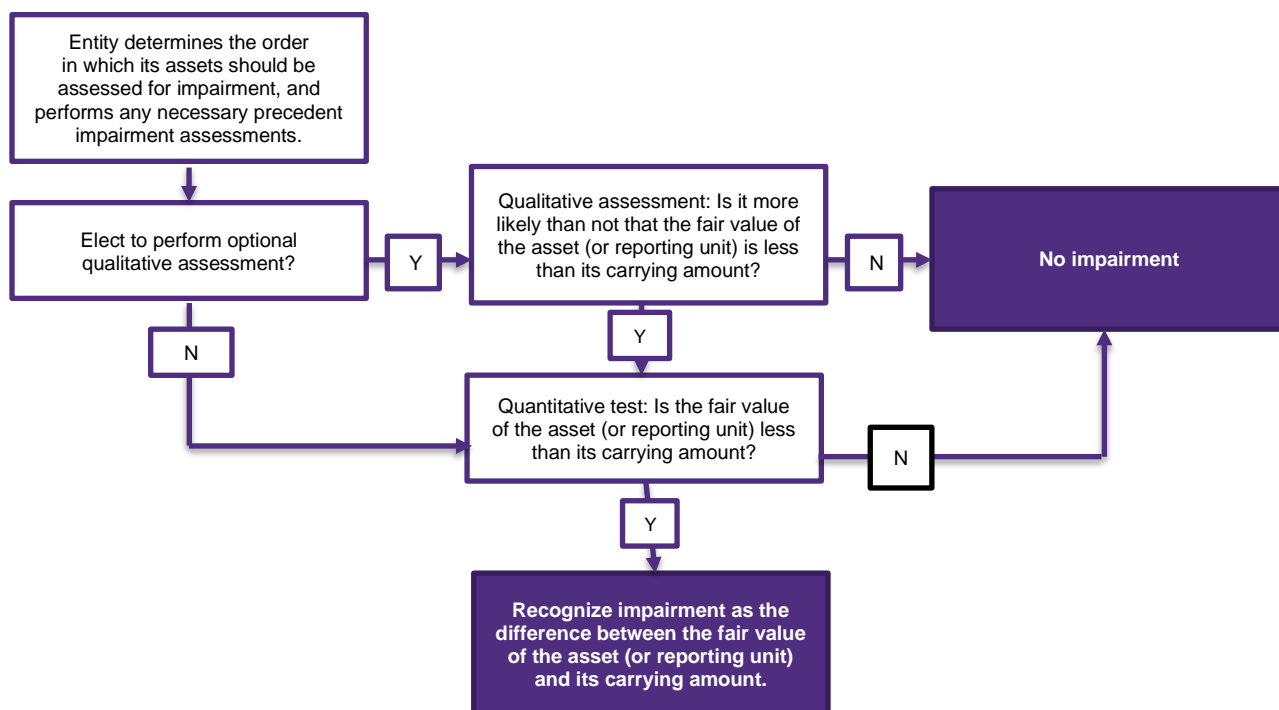 Entity determines the order
in which its assets should be
assessed for impairment, and
performs any necessary precedent
impairment assessments.
Elect to perform optional
qualitative assessment?
Y
Qualitative assessment: Is it more
likely than not that the fair value of
the asset (or reporting unit) is less
than its carrying amount?
N
No impairment
N
Y
Quantitative test: Is the fair value
of the asset (or reporting unit) less
than its carrying amount?
N
Y
Recognize impairment as the
difference between the fair value
of the asset (or reporting unit)
and its carrying amount.